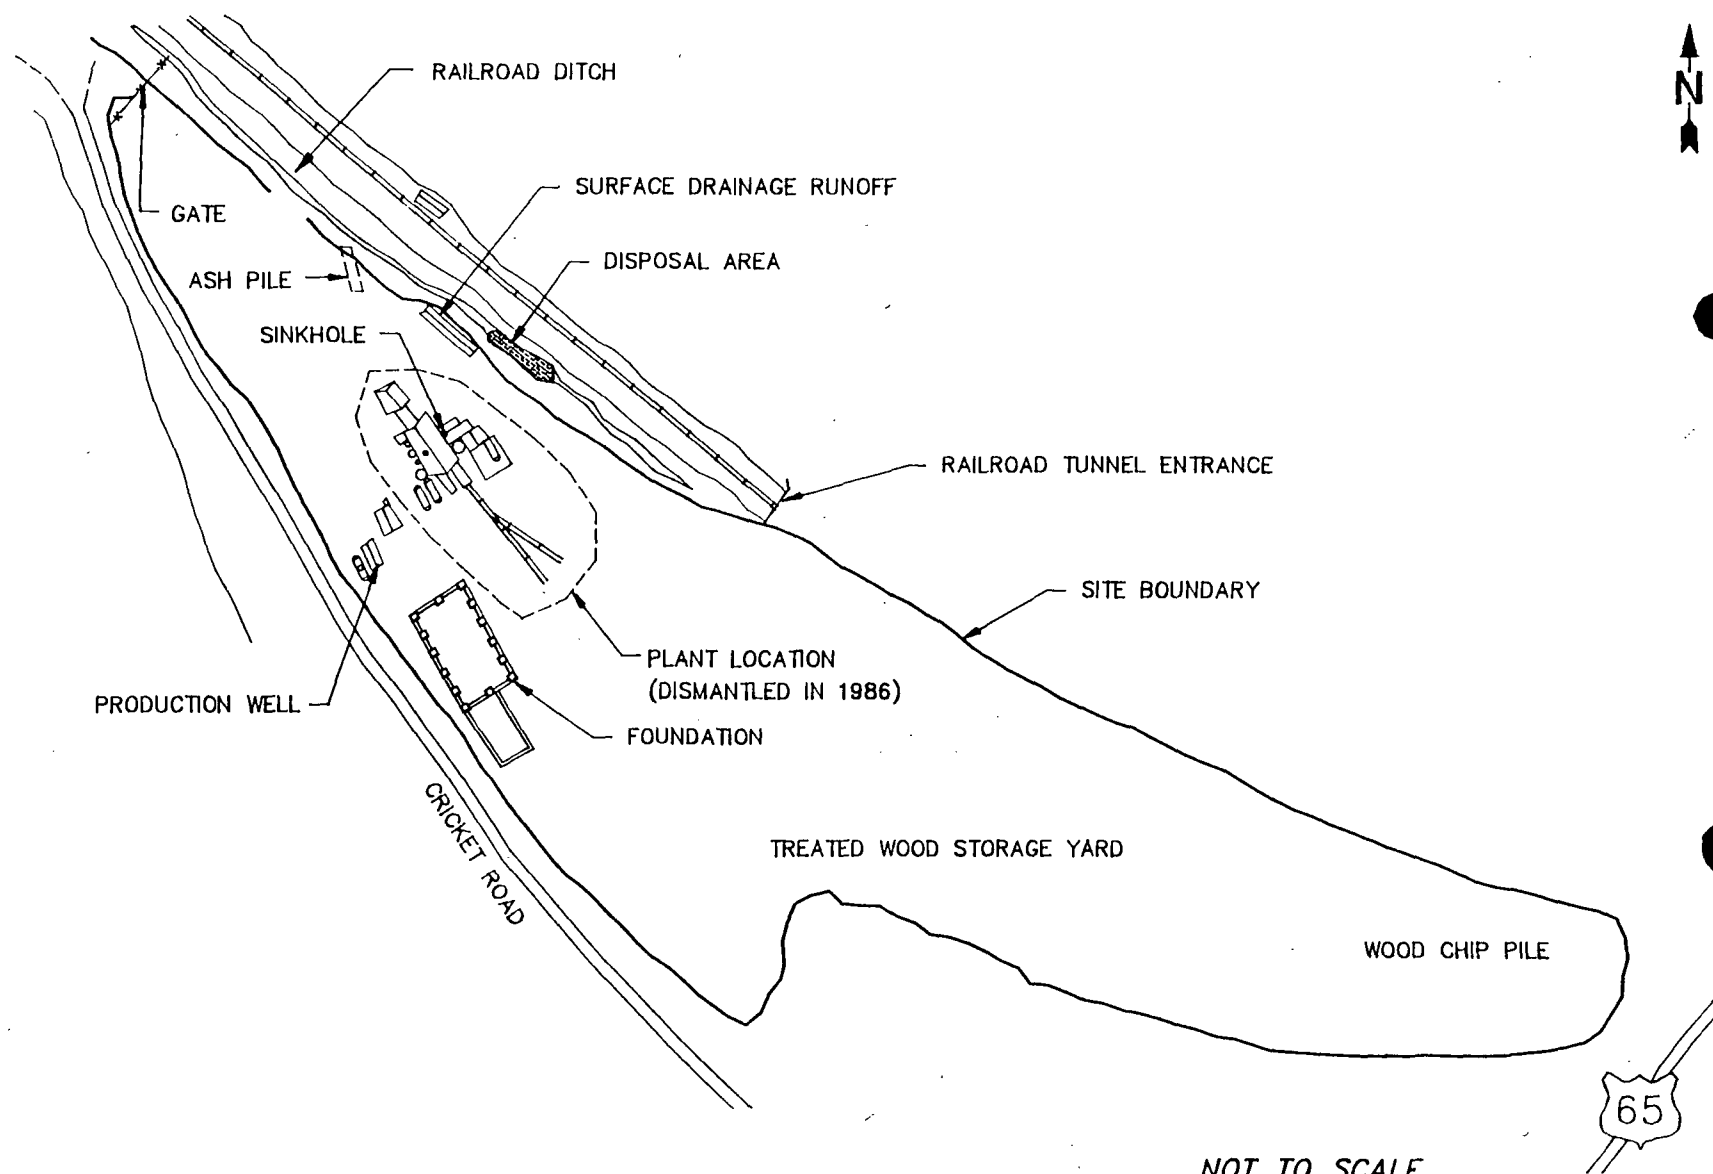 RAILROAD DITCH
N
SURFACE DRAINAGE RUNOFF
GATE
DISPOSAL AREA
ASH PILE
SINKHOLE
RAILROAD TUNNEL ENTRANCE
SITE BOUNDARY
PLANT LOCATION
(DISMANTLED IN 1986)
PRODUCTION WELL
FOUNDATION
CRICKET ROAD
TREATED WOOD STORAGE YARD
WOOD CHIP PILE
65
NOT TO SCALE